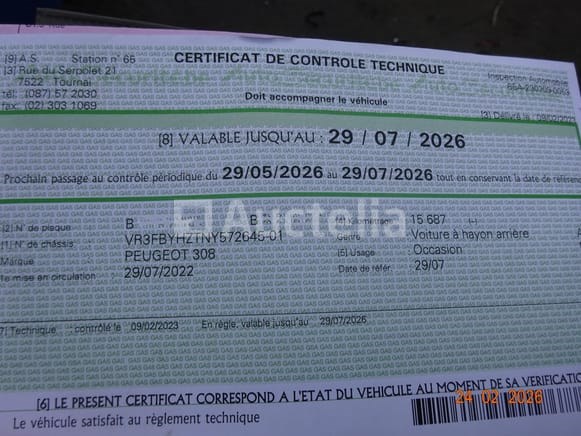 CERTIFICAT DE CONTROLE TECHNIQUE
[9] A.S. Station n° 66
[3] Rue du Serpolet 21
7522 Tournai
tél: (087) 57 2030
fax: (02) 303 1069
Inspection Automobile
Doit accompagner le véhicule
[8] VALABLE JUSQU'AU : 29 / 07 / 2026
Prochain passage au contrôle périodique du 29/05/2026 au 29/07/2026 tout en conservant la date de référence
[2] N° de plaque B B
[4] Kilométrage 15 687
[1] N° de châssis VR3FBYHZTNY572645-01
Genre Voiture à hayon arrière
Marque PEUGEOT 308
[5] Usage Occasion
1e mise en circulation 29/07/2022
Date de référ. 29/07
Auctelia
[7] Technique : contrôlé le 09/02/2023 En règle, valable jusqu'au 29/07/2026
[6] LE PRESENT CERTIFICAT CORRESPOND A L'ETAT DU VEHICULE AU MOMENT DE SA VERIFICATION
Le véhicule satisfait au règlement technique
24 02 2026